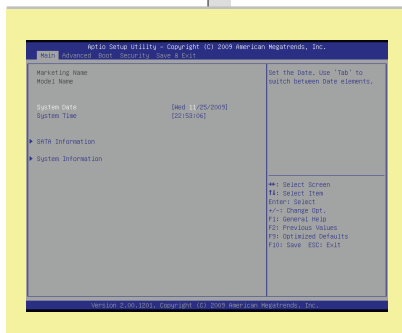 Aptio Setup Utility – Copyright (C) 2009 American Megatrends, Inc.
Main Advanced Boot Security Save & Exit
Marketing Name
Model Name
System Date [Wed 11/25/2009]
System Time [22:53:06]
SATA Information
System Information
Set the Date. Use 'Tab' to
switch between Date elements.
→←: Select Screen
↑↓: Select Item
Enter: Select
+/-: Change Opt.
F1: General Help
F2: Previous Values
F9: Optimized Defaults
F10: Save ESC: Exit
Version 2.00.1201. Copyright (C) 2009 American Megatrends, Inc.